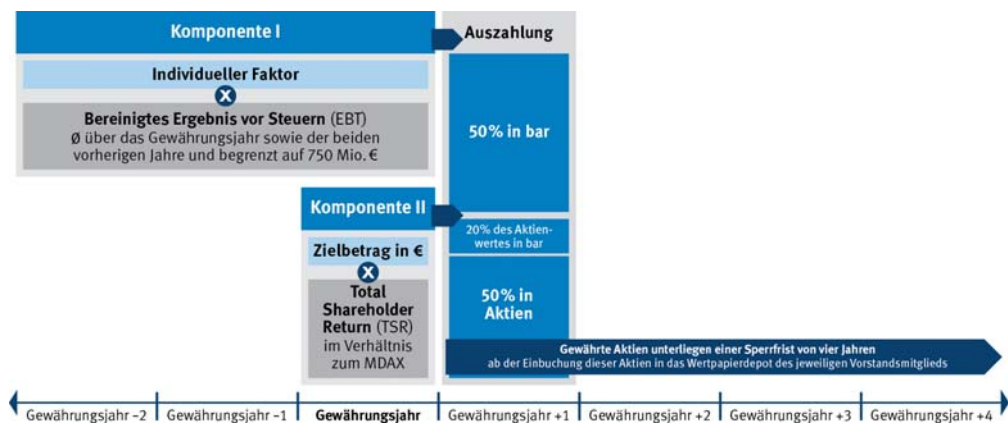 Komponente I
Individueller Faktor
X
Bereinigtes Ergebnis vor Steuern (EBT)
Ø über das Gewährungsjahr sowie der beiden
vorherigen Jahre und begrenzt auf 750 Mio. €
Komponente II
Zielbetrag in €
X
Total
Shareholder
Return (TSR)
im Verhältnis
zum MDAX
Auszahlung
50% in bar
20% des Aktien-
wertes in bar
50% in
Aktien
Gewährte Aktien unterliegen einer Sperrfrist von vier Jahren
ab der Einbuchung dieser Aktien in das Wertpapierdepot des jeweiligen Vorstandsmitglieds
Gewährungsjahr –2
Gewährungsjahr –1
Gewährungsjahr
Gewährungsjahr +1
Gewährungsjahr +2
Gewährungsjahr +3
Gewährungsjahr +4